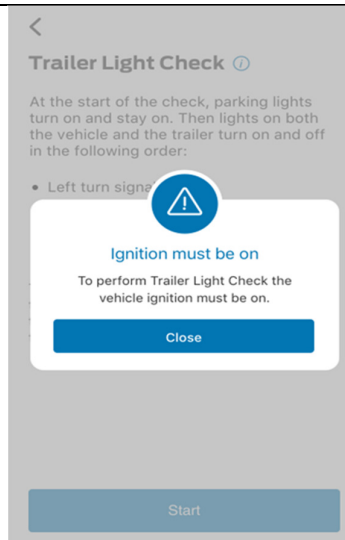 Trailer Light Check
At the start of the check, parking lights
turn on and stay on. Then lights on both
the vehicle and the trailer turn on and off
in the following order:
• Left turn signa
Ignition must be on
To perform Trailer Light Check the
vehicle ignition must be on.
Close
Start